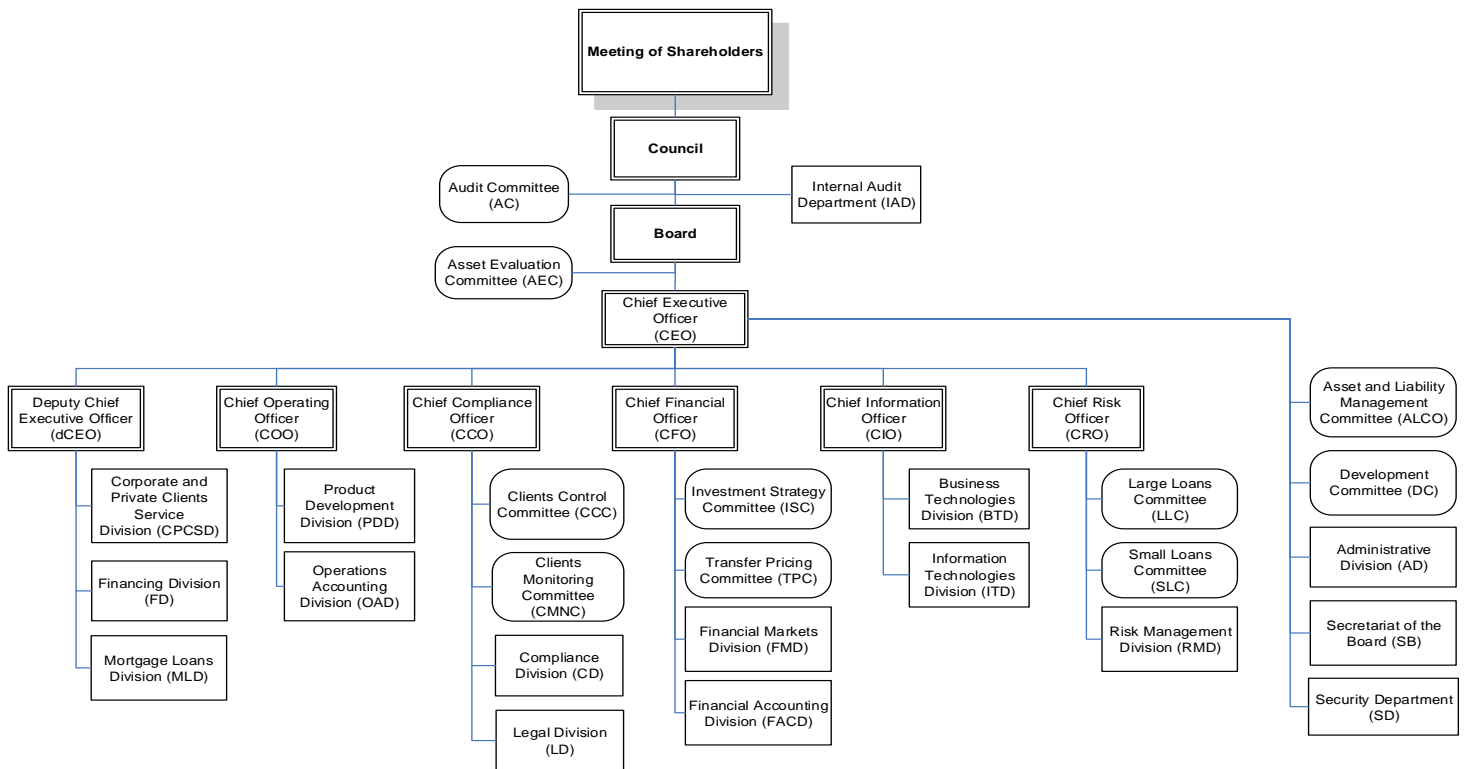 Meeting of Shareholders
Council
Audit Committee
(AC)
Internal Audit
Department (IAD)
Board
Asset Evaluation
Committee (AEC)
Chief Executive
Officer
(CEO)
Deputy Chief
Executive Officer
(dCEO)
Chief Operating
Officer
(COO)
Chief Compliance
Officer
(CCO)
Chief Financial
Officer
(CFO)
Chief Information
Officer
(CIO)
Chief Risk
Officer
(CRO)
Asset and Liability
Management
Committee (ALCO)
Corporate and
Private Clients
Service
Division (CPCSD)
Financing Division
(FD)
Mortgage Loans
Division (MLD)
Product
Development
Division (PDD)
Operations
Accounting
Division (OAD)
Clients Control
Committee (CCC)
Clients
Monitoring
Committee
(CMNC)
Compliance
Division (CD)
Legal Division
(LD)
Investment Strategy
Committee (ISC)
Transfer Pricing
Committee (TPC)
Financial Markets
Division (FMD)
Financial Accounting
Division (FACD)
Business
Technologies
Division (BTD)
Information
Technologies
Division (ITD)
Large Loans
Committee
(LLC)
Small Loans
Committee
(SLC)
Risk Management
Division (RMD)
Development
Committee (DC)
Administrative
Division (AD)
Secretariat of the
Board (SB)
Security Department
(SD)